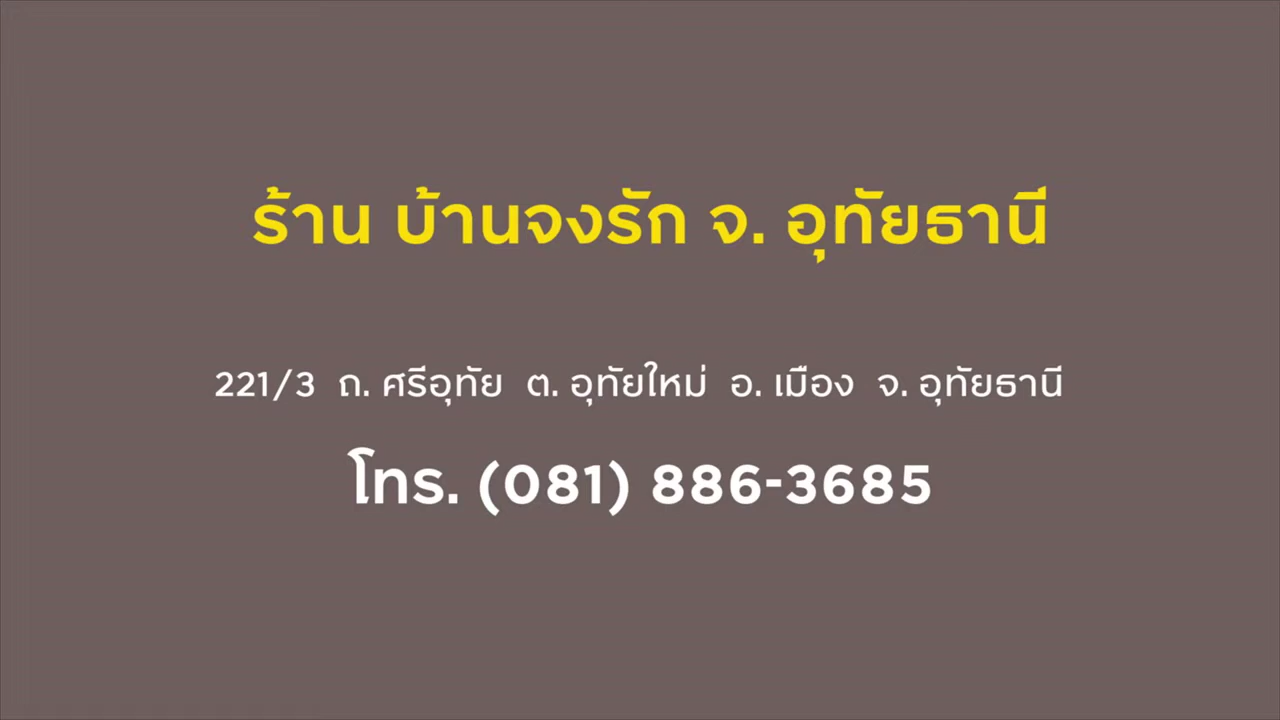 ร้าน บ้านจงรัก จ. อุทัยธานี
221/3 ถ. ศรีอุทัย ต. อุทัยใหม่ อ. เมือง จ. อุทัยธานี
โทร. (081) 886-3685